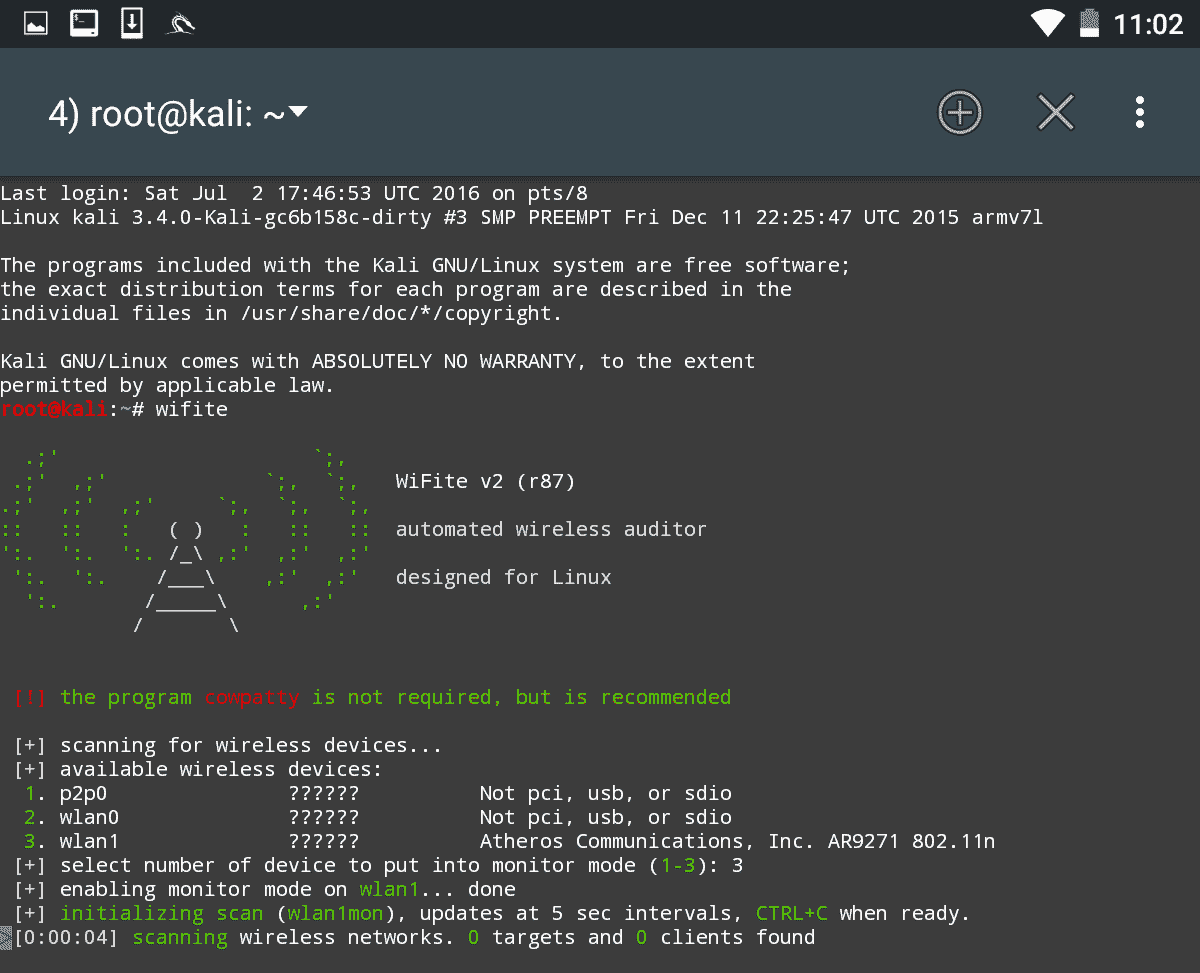 11:02
4) root@kali: ~
Last login: Sat Jul  2 17:46:53 UTC 2016 on pts/8
Linux kali 3.4.0-Kali-gc6b158c-dirty #3 SMP PREEMPT Fri Dec 11 22:25:47 UTC 2015 armv7l
The programs included with the Kali GNU/Linux system are free software;
the exact distribution terms for each program are described in the
individual files in /usr/share/doc/*/copyright.
Kali GNU/Linux comes with ABSOLUTELY NO WARRANTY, to the extent
permitted by applicable law.
root@kali:~# wifite
WiFite v2 (r87)
automated wireless auditor
designed for Linux
[!] the program cowpatty is not required, but is recommended
[+] scanning for wireless devices...
[+] available wireless devices:
1. p2p0               ??????          Not pci, usb, or sdio
2. wlan0              ??????          Not pci, usb, or sdio
3. wlan1              ??????          Atheros Communications, Inc. AR9271 802.11n
[+] select number of device to put into monitor mode (1-3): 3
[+] enabling monitor mode on wlan1... done
[+] initializing scan (wlan1mon), updates at 5 sec intervals, CTRL+C when ready.
[0:00:04] scanning wireless networks. 0 targets and 0 clients found